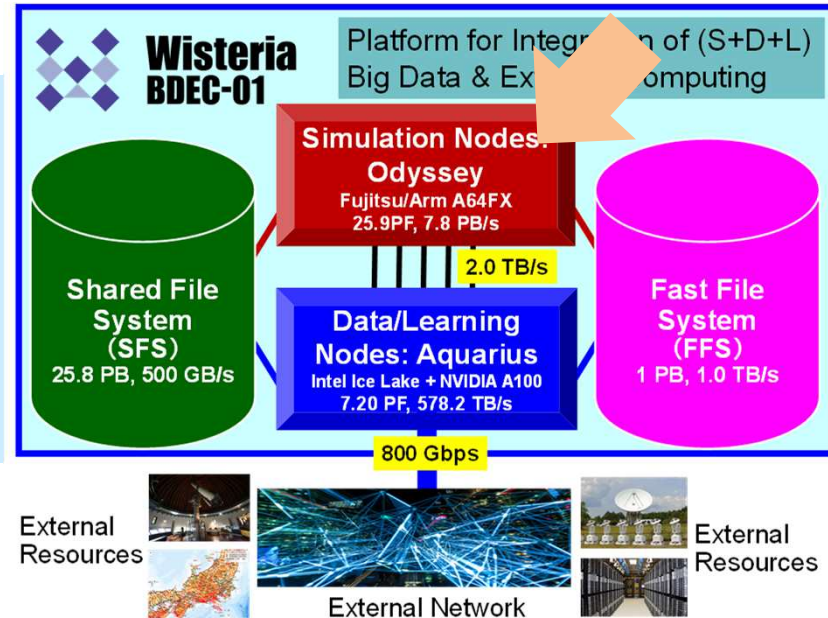 Wisteria
BDEC-01
Platform for Integ n of (S+D+L)
Big Data & Ex omputing
Simulation Nodes:
Odyssey
Fujitsu/Arm A64FX
25.9PF, 7.8 PB/s
2.0 TB/s
Shared File
System
(SFS)
25.8 PB, 500 GB/s
Data/Learning
Nodes: Aquarius
Intel Ice Lake + NVIDIA A100
7.20 PF, 578.2 TB/s
Fast File
System
(FFS)
1 PB, 1.0 TB/s
800 Gbps
External
Resources
External Network
External
Resources